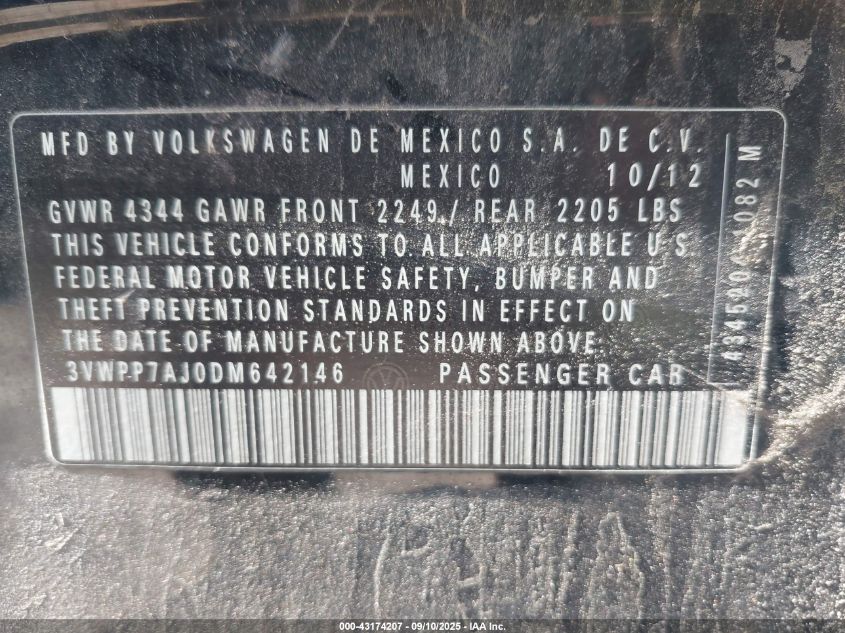 MFD BY VOLKSWAGEN DE MEXICO S.A. DE C.V.
MEXICO 10/12
GVWR 4344 GAWR FRONT 2249 / REAR 2205 LBS
THIS VEHICLE CONFORMS TO ALL APPLICABLE U S
FEDERAL MOTOR VEHICLE SAFETY, BUMPER AND
THEFT PREVENTION STANDARDS IN EFFECT ON
THE DATE OF MANUFACTURE SHOWN ABOVE.
3VWPP7AJ0DM642146 PASSENGER CAR
M
000-43174207 - 09/10/2025 - IAA Inc.